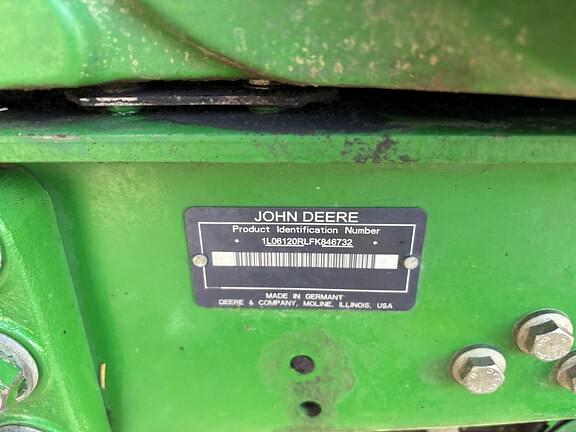 JOHN DEERE
Product Identification Number
* 1L06120RLFK846732 *
MADE IN GERMANY
DEERE & COMPANY, MOLINE, ILLINOIS, USA